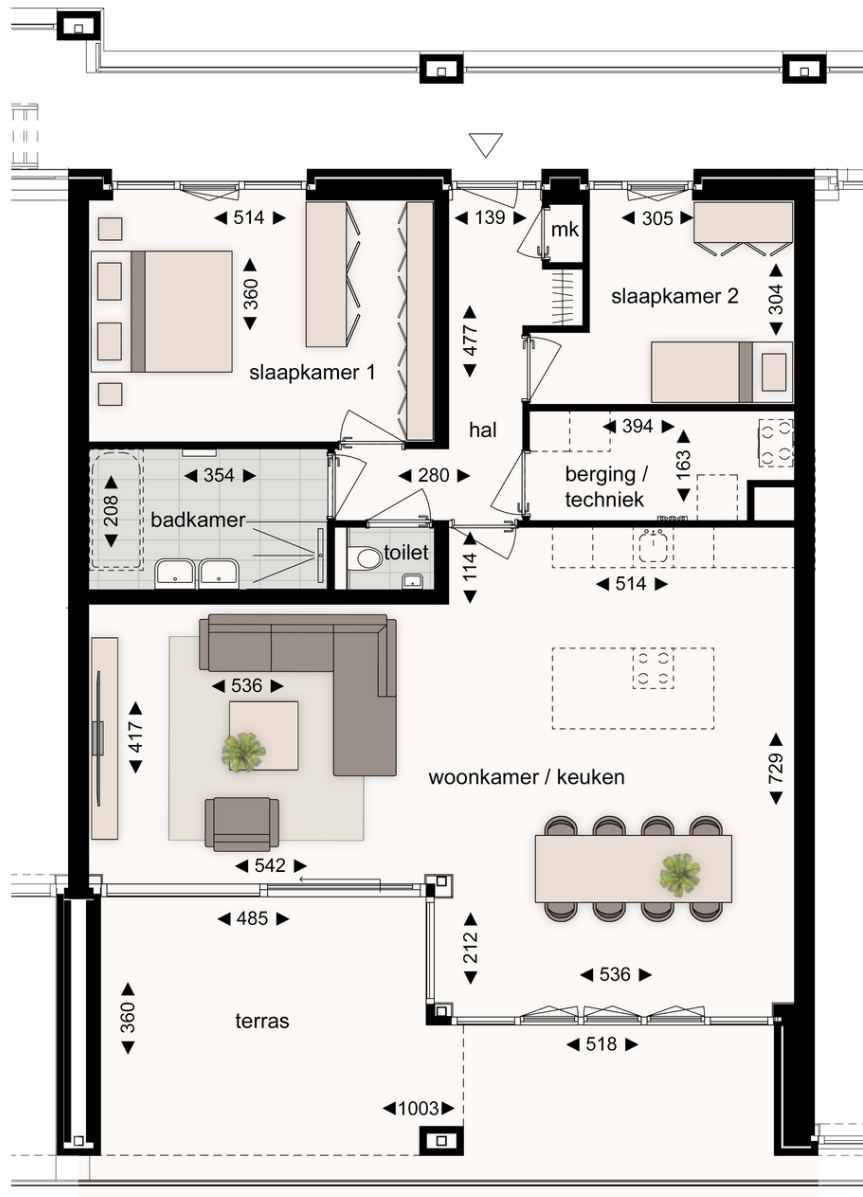 514
139
mk
305
360
slaapkamer 2
304
477
slaapkamer 1
hal
394
354
280
berging /
techniek
163
208
badkamer
toilet
114
514
536
417
729
woonkamer / keuken
542
485
212
536
360
terras
518
1003